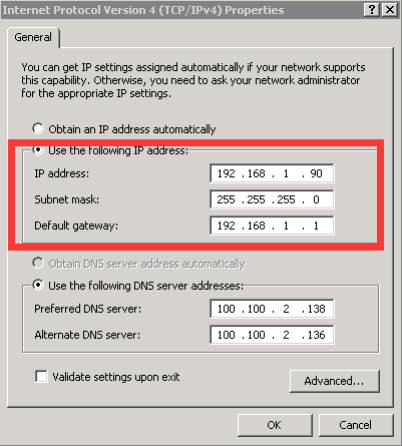 Internet Protocol Version 4 (TCP/IPv4) Properties
General
You can get IP settings assigned automatically if your network supports
this capability. Otherwise, you need to ask your network administrator
for the appropriate IP settings.
Obtain an IP address automatically
Use the following IP address:
IP address: 192 . 168 . 1 . 90
Subnet mask: 255 . 255 . 255 . 0
Default gateway: 192 . 168 . 1 . 1
Obtain DNS server address automatically
Use the following DNS server addresses:
Preferred DNS server: 100 . 100 . 2 . 138
Alternate DNS server: 100 . 100 . 2 . 136
Validate settings upon exit
Advanced...
OK Cancel